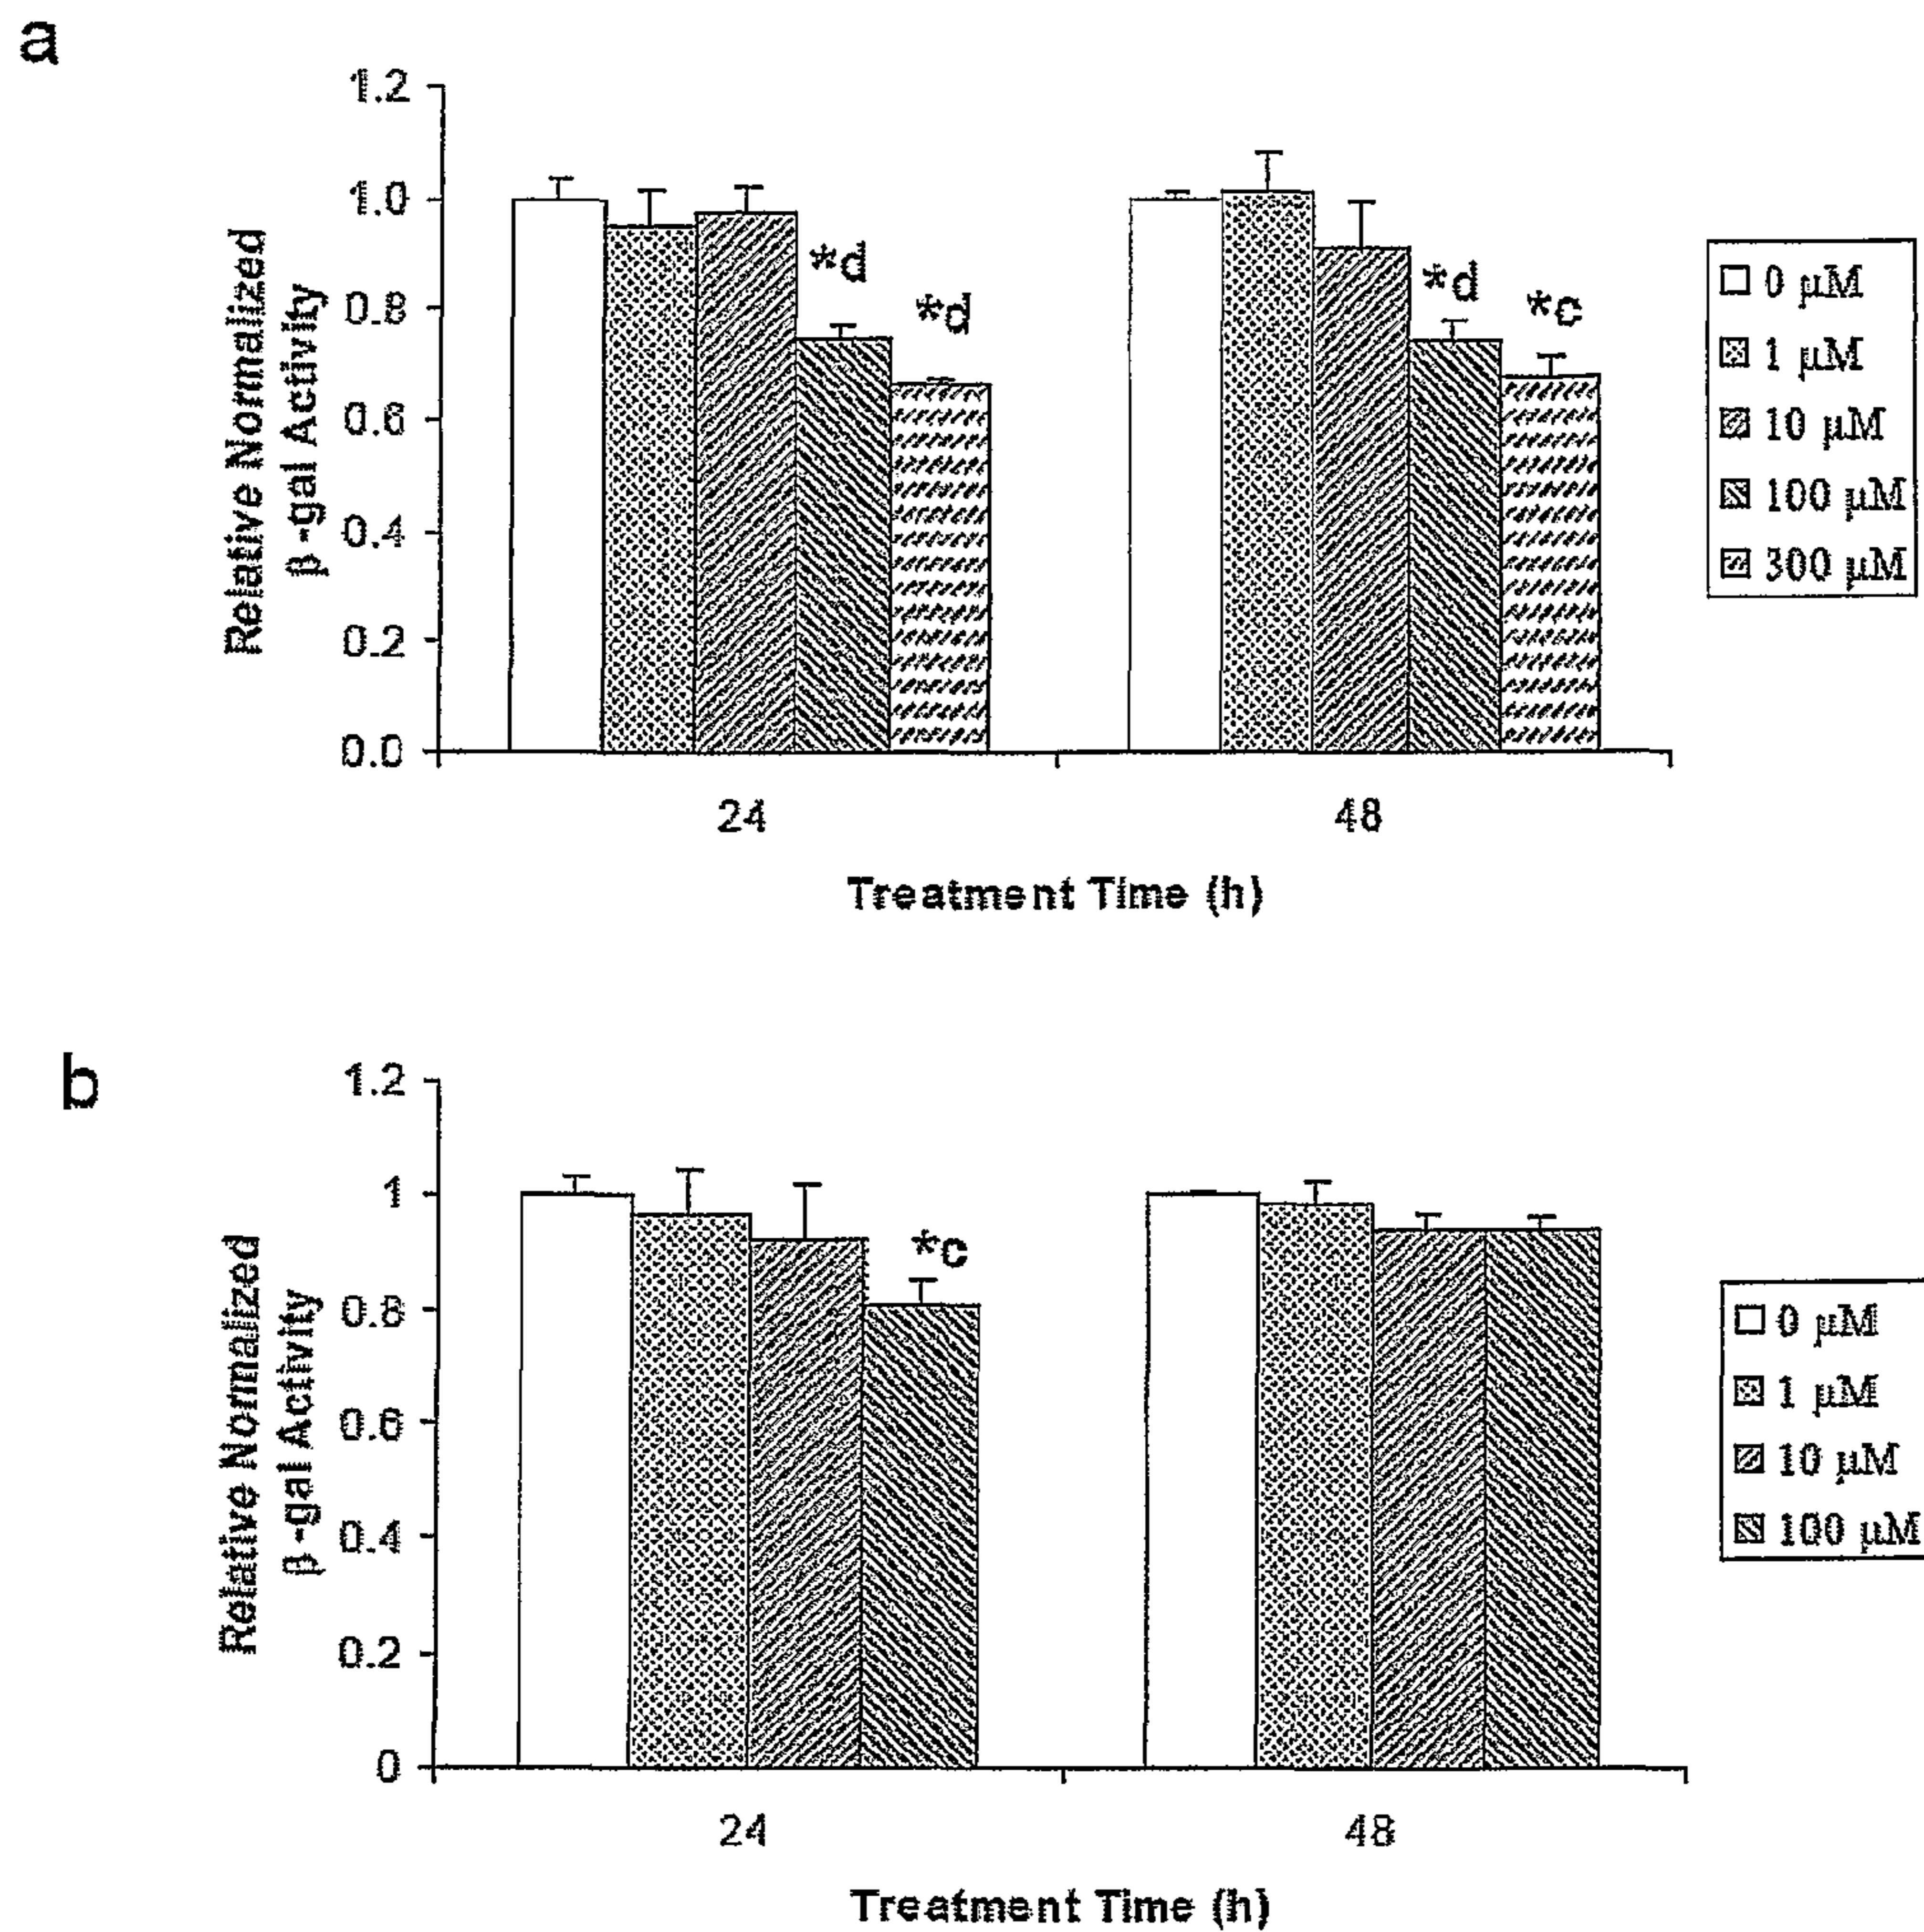 a
Relative Normalized
β -gal Activity
1.2
1.0
0.8
0.6
0.4
0.2
0.0
*d
*d
*d
*c
24
48
Treatment Time (h)
0 µM
1 µM
10 µM
100 µM
300 µM
b
Relative Normalized
β -gal Activity
1.2
1
0.8
0.6
0.4
0.2
0
*c
24
48
Treatment Time (h)
0 µM
1 µM
10 µM
100 µM